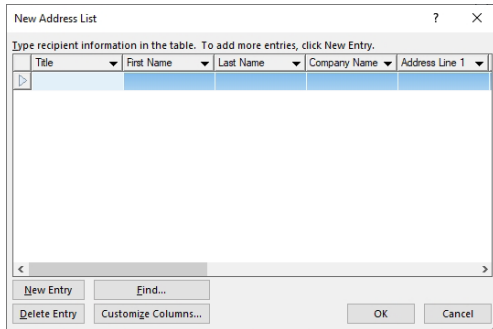 New Address List ? ×
Type recipient information in the table. To add more entries, click New Entry.
Title First Name Last Name Company Name Address Line 1
New Entry Find...
Delete Entry Customize Columns... OK Cancel